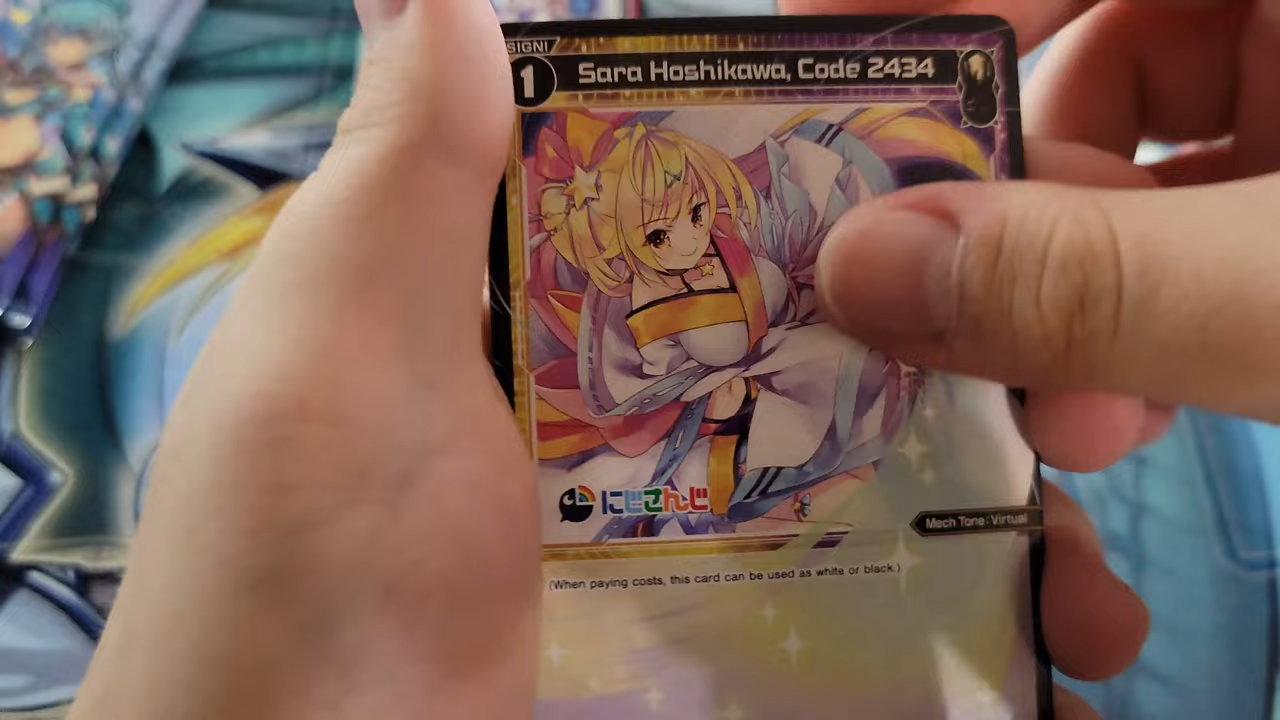 SIGNI
1
Sara Hoshikawa, Code 2434
にじさんじ
Mech Tone : Virtual
(When paying costs, this card can be used as white or black.)